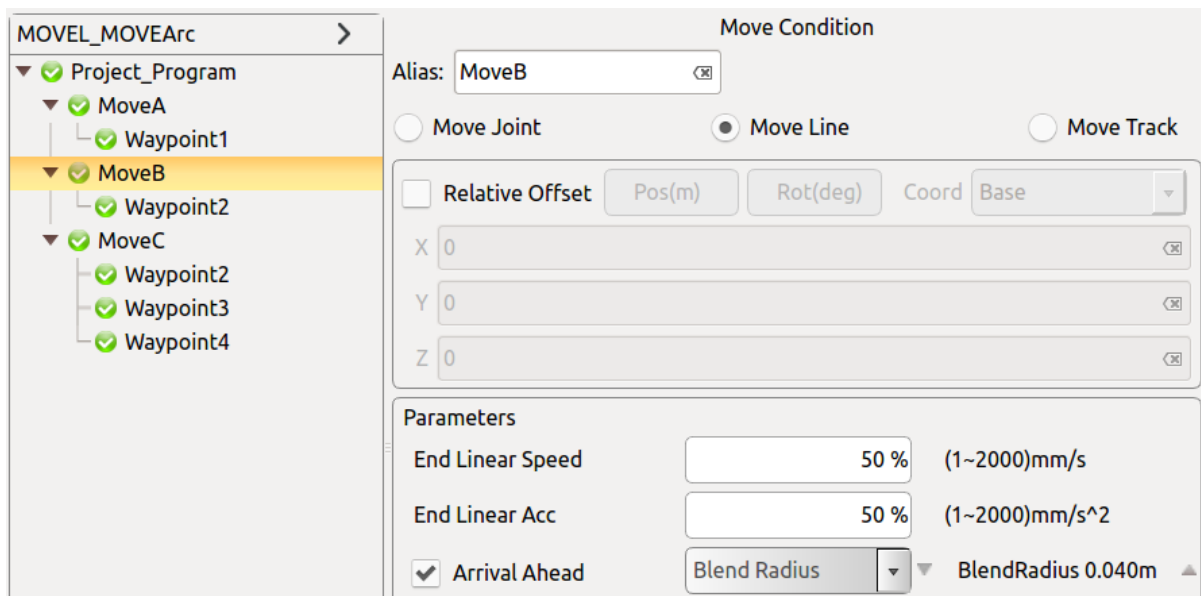 MOVEL_MOVEArc
Project_Program
MoveA
Waypoint1
MoveB
Waypoint2
MoveC
Waypoint2
Waypoint3
Waypoint4
Move Condition
Alias: MoveB
Move Joint Move Line Move Track
Relative Offset Pos(m) Rot(deg) Coord Base
X 0
Y 0
Z 0
Parameters
End Linear Speed 50 % (1~2000)mm/s
End Linear Acc 50 % (1~2000)mm/s^2
Arrival Ahead Blend Radius BlendRadius 0.040m